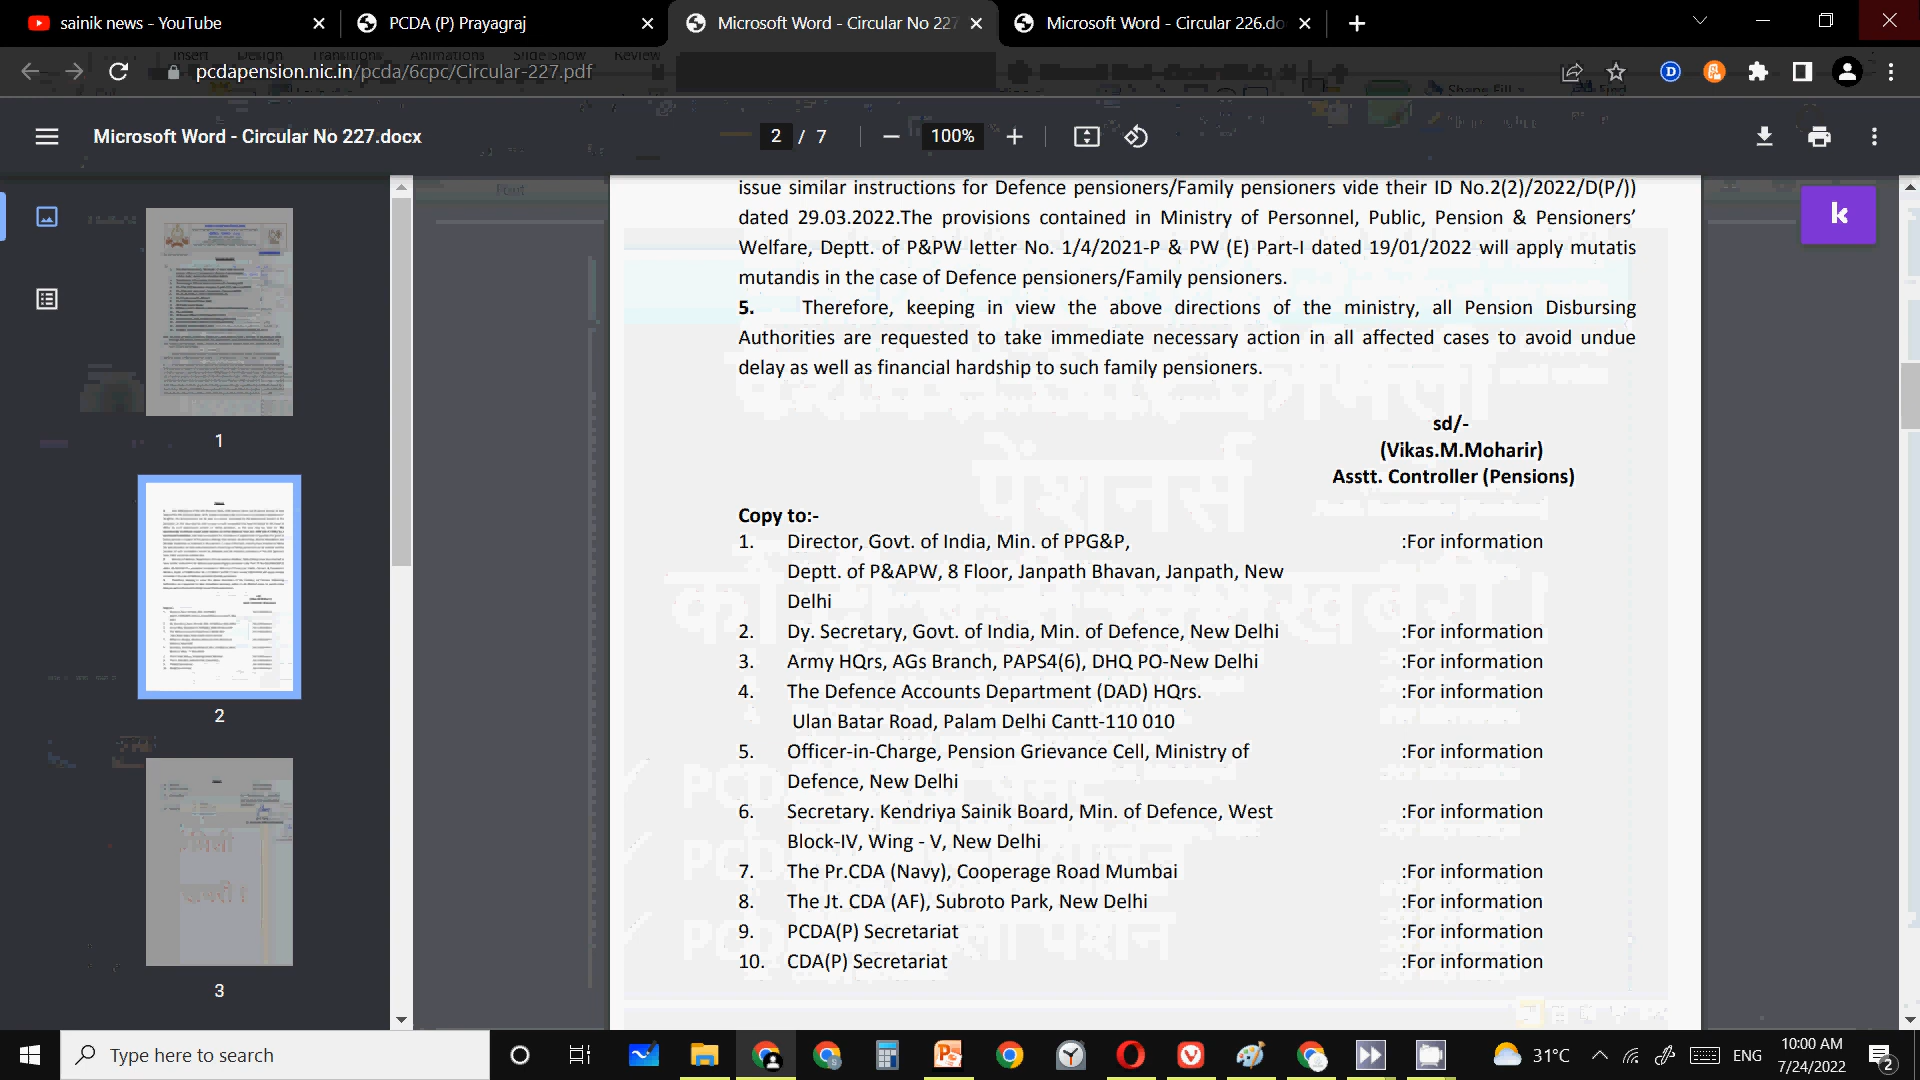 sainik news - YouTube
PCDA (P) Prayagraj
Microsoft Word - Circular No 227
Microsoft Word - Circular 226.do
Insert Design Transitions Animations Slide Show Review
pcdapension.nic.in/pcda/6cpc/Circular-227.pdf
Microsoft Word - Circular No 227.docx
2 / 7
100%
Font
issue similar instructions for Defence pensioners/Family pensioners vide their ID No.2(2)/2022/D(P/))
dated 29.03.2022.The provisions contained in Ministry of Personnel, Public, Pension & Pensioners’
Welfare, Deptt. of P&PW letter No. 1/4/2021-P & PW (E) Part-I dated 19/01/2022 will apply mutatis
mutandis in the case of Defence pensioners/Family pensioners.
5. Therefore, keeping in view the above directions of the ministry, all Pension Disbursing
Authorities are requested to take immediate necessary action in all affected cases to avoid undue
delay as well as financial hardship to such family pensioners.
sd/-
(Vikas.M.Moharir)
Asstt. Controller (Pensions)
Copy to:-
1. Director, Govt. of India, Min. of PPG&P, :For information
Deptt. of P&APW, 8 Floor, Janpath Bhavan, Janpath, New
Delhi
2. Dy. Secretary, Govt. of India, Min. of Defence, New Delhi :For information
3. Army HQrs, AGs Branch, PAPS4(6), DHQ PO-New Delhi :For information
4. The Defence Accounts Department (DAD) HQrs. :For information
Ulan Batar Road, Palam Delhi Cantt-110 010
5. Officer-in-Charge, Pension Grievance Cell, Ministry of :For information
Defence, New Delhi
6. Secretary. Kendriya Sainik Board, Min. of Defence, West :For information
Block-IV, Wing - V, New Delhi
7. The Pr.CDA (Navy), Cooperage Road Mumbai :For information
8. The Jt. CDA (AF), Subroto Park, New Delhi :For information
9. PCDA(P) Secretariat :For information
10. CDA(P) Secretariat :For information
1
2
3
k
Type here to search
31°C
ENG
10:00 AM
7/24/2022
2